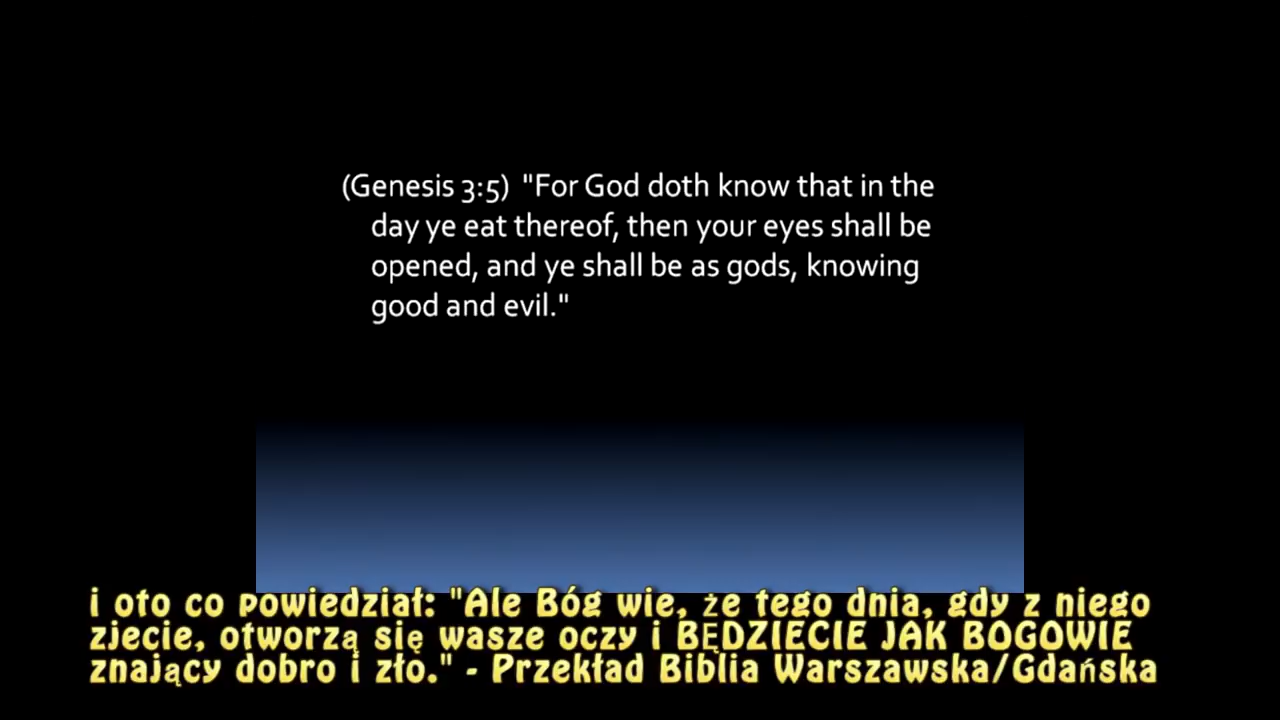 (Genesis 3:5) "For God doth know that in the
day ye eat thereof, then your eyes shall be
opened, and ye shall be as gods, knowing
good and evil."
i oto co powiedział: "Ale Bóg wie, że tego dnia, gdy z niego
zjecie, otworzą się wasze oczy i BĘDZIECIE JAK BOGOWIE
znający dobro i zło." - Przekład Biblia Warszawska/Gdańska